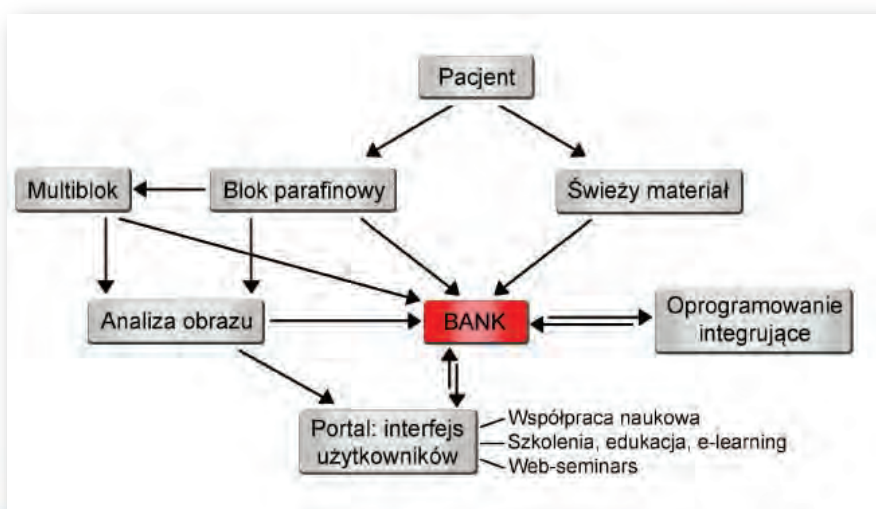 Pacjent
Multiblok
Blok parafinowy
Świeży materiał
Analiza obrazu
BANK
Oprogramowanie
integrujące
Portal: interfejs
użytkowników
Współpraca naukowa
Szkolenia, edukacja, e-learning
Web-seminars